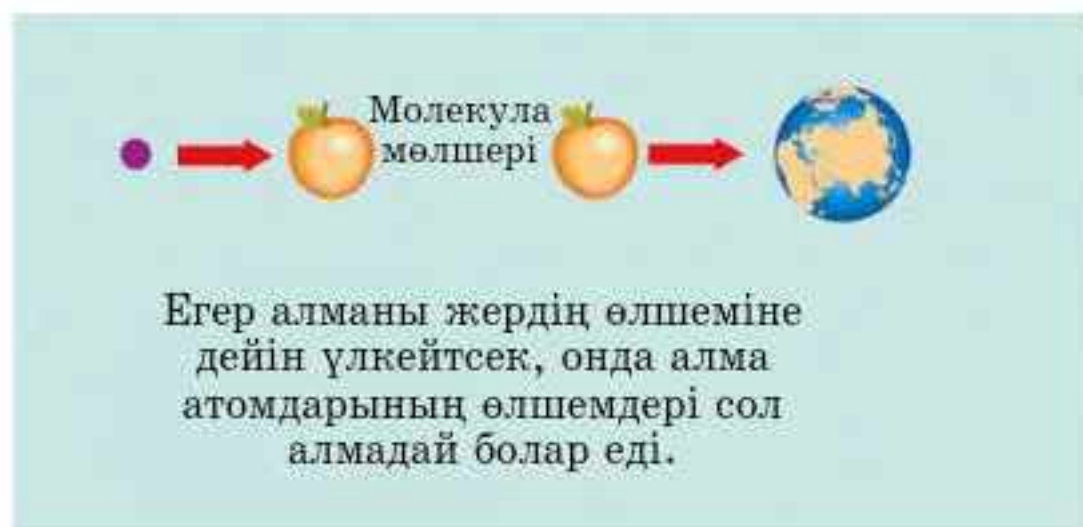 Молекула
мөлшері
Егер алманы жердің өлшеміне
дейін үлкейтсек, онда алма
атомдарының өлшемдері сол
алмадай болар еді.